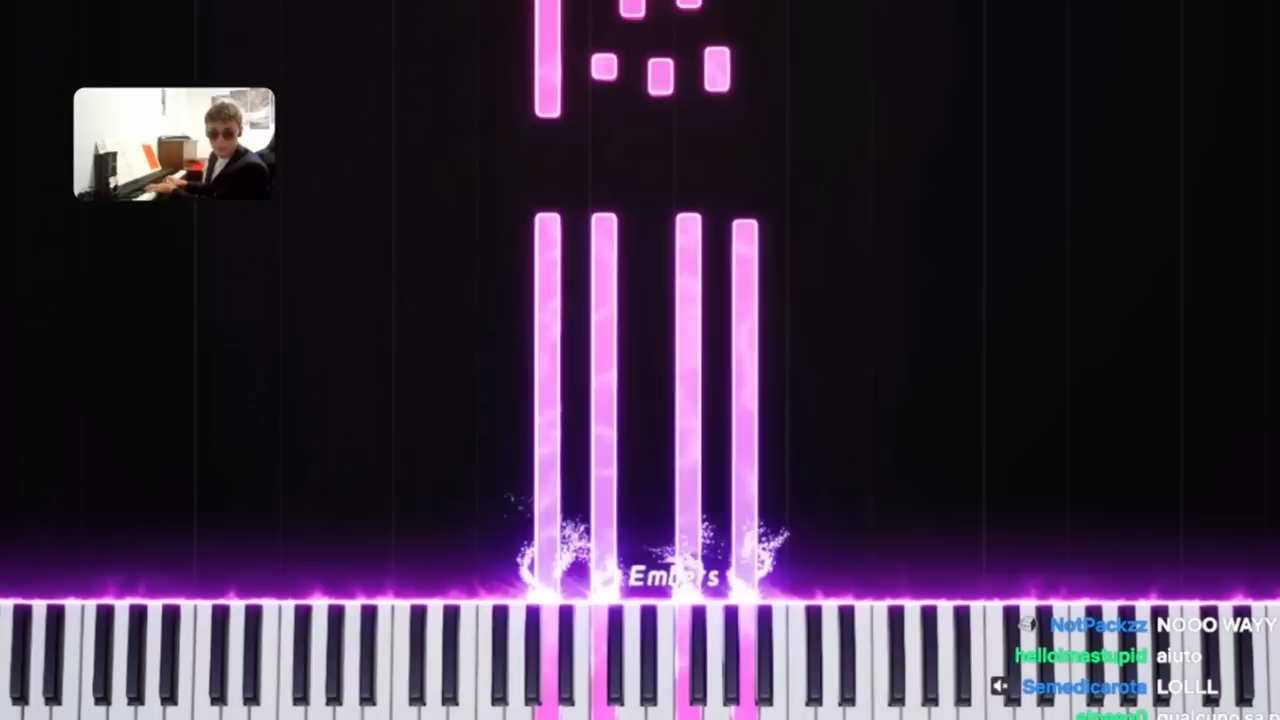 Embers
NotPackzz NOOO WAYY
helloimastupid aiuto
Semedicarota LOLLL